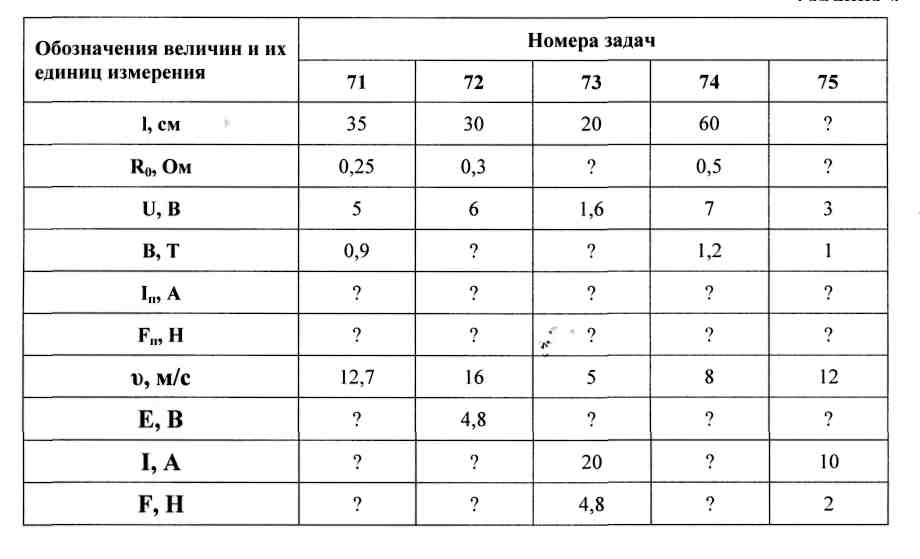 Обозначения величин и их единиц измерения | Номера задач
71 | 72 | 73 | 74 | 75
l, см | 35 | 30 | 20 | 60 | ?
R₀, Ом | 0,25 | 0,3 | ? | 0,5 | ?
U, В | 5 | 6 | 1,6 | 7 | 3
В, Т | 0,9 | ? | ? | 1,2 | 1
Iп, А | ? | ? | ? | ? | ?
Fп, Н | ? | ? | ? | ? | ?
υ, м/с | 12,7 | 16 | 5 | 8 | 12
Е, В | ? | 4,8 | ? | ? | ?
I, А | ? | ? | 20 | ? | 10
F, Н | ? | ? | 4,8 | ? | 2